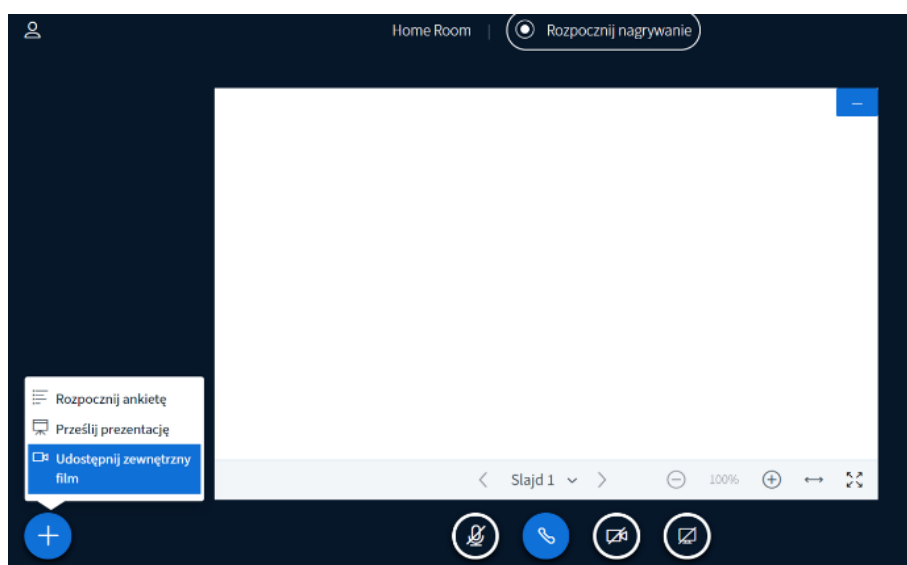 Home Room | Rozpocznij nagrywanie
Rozpocznij ankietę
Prześlij prezentację
Udostępnij zewnętrzny
film
Slajd 1
100%